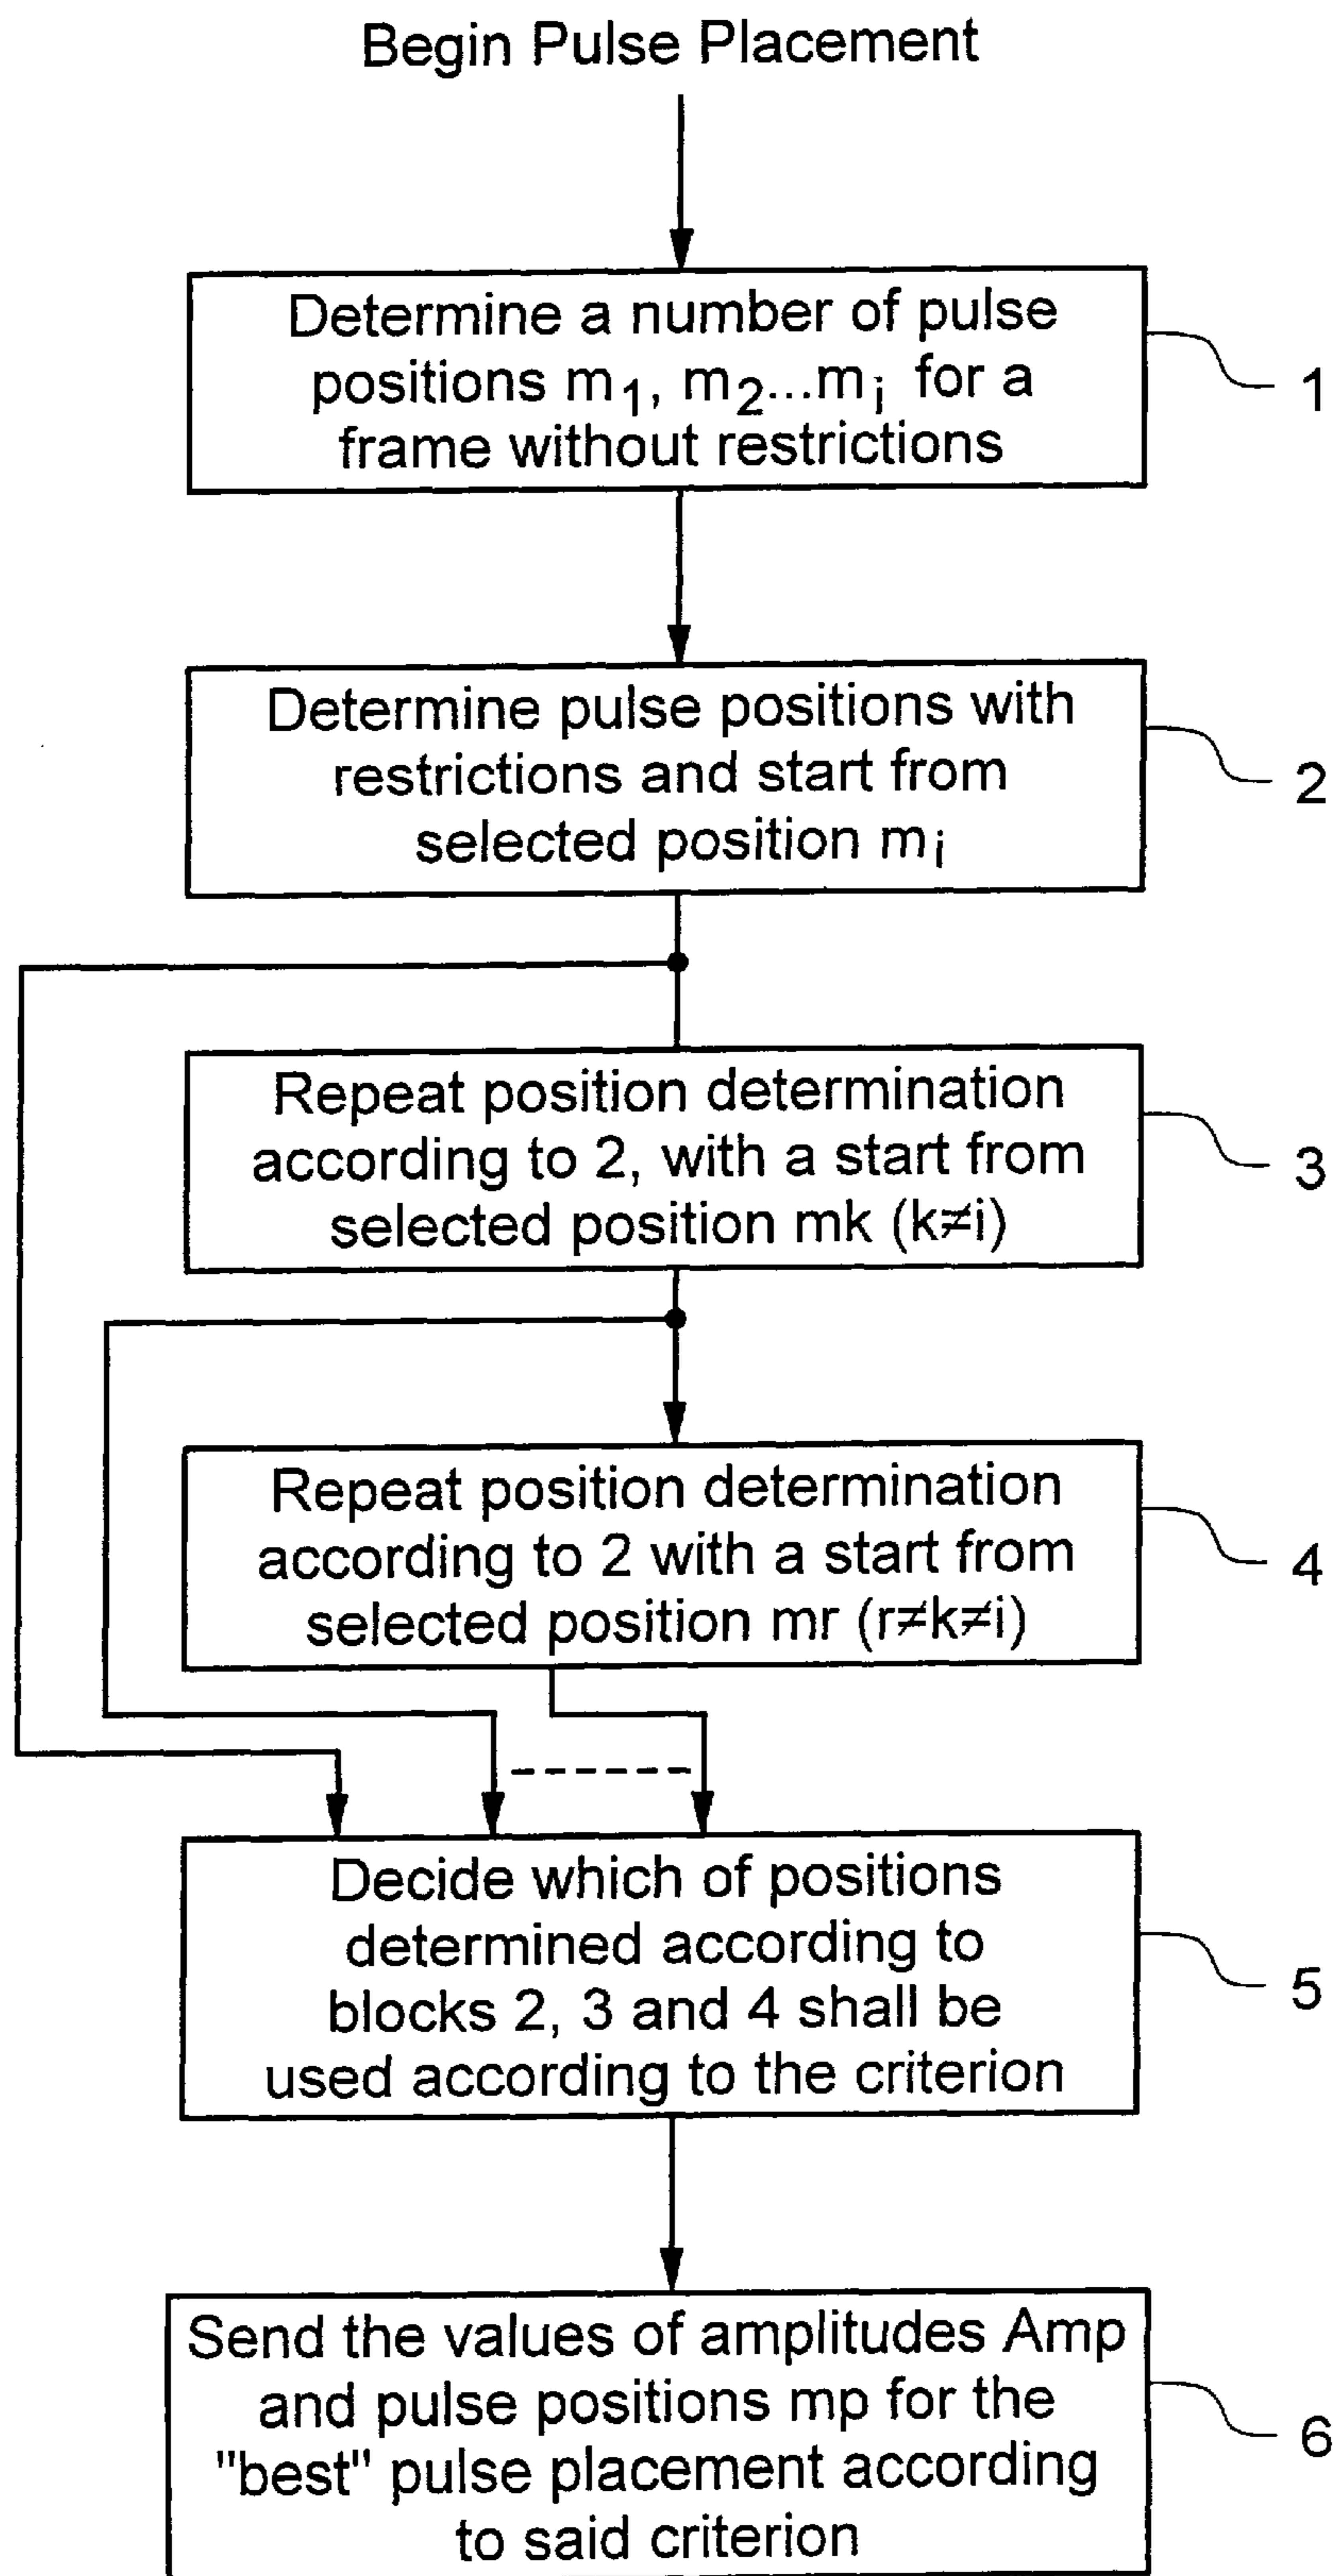 Begin Pulse Placement
Determine a number of pulse
positions m₁, m₂...mᵢ for a
frame without restrictions
1
Determine pulse positions with
restrictions and start from
selected position mᵢ
2
Repeat position determination
according to 2, with a start from
selected position mk (k≠i)
3
Repeat position determination
according to 2 with a start from
selected position mr (r≠k≠i)
4
Decide which of positions
determined according to
blocks 2, 3 and 4 shall be
used according to the criterion
5
Send the values of amplitudes Amp
and pulse positions mp for the
"best" pulse placement according
to said criterion
6